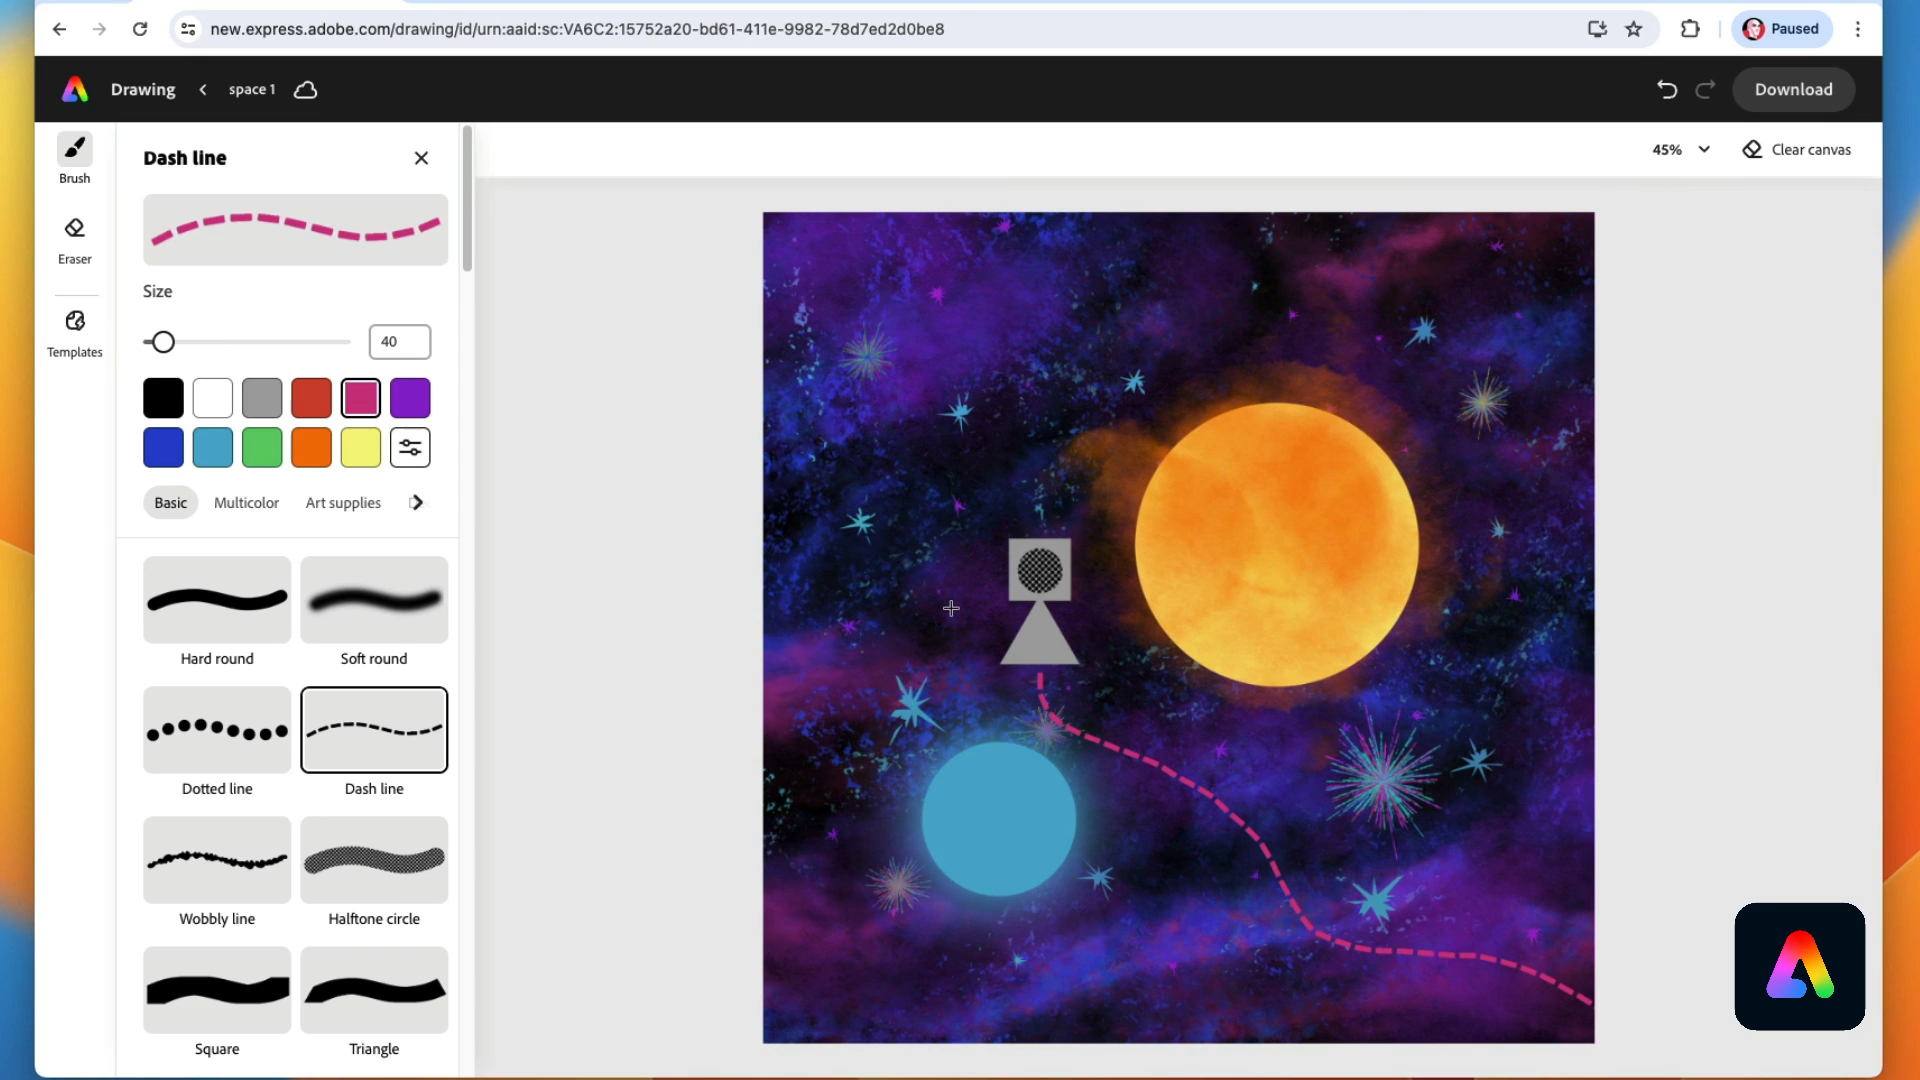 new.express.adobe.com/drawing/id/urn:aaid:sc:VA6C2:15752a20-bd61-411e-9982-78d7ed2d0be8
Paused
Drawing
space 1
Download
45%
Clear canvas
Brush
Eraser
Templates
Dash line
Size
40
Basic
Multicolor
Art supplies
Hard round
Soft round
Dotted line
Dash line
Wobbly line
Halftone circle
Square
Triangle